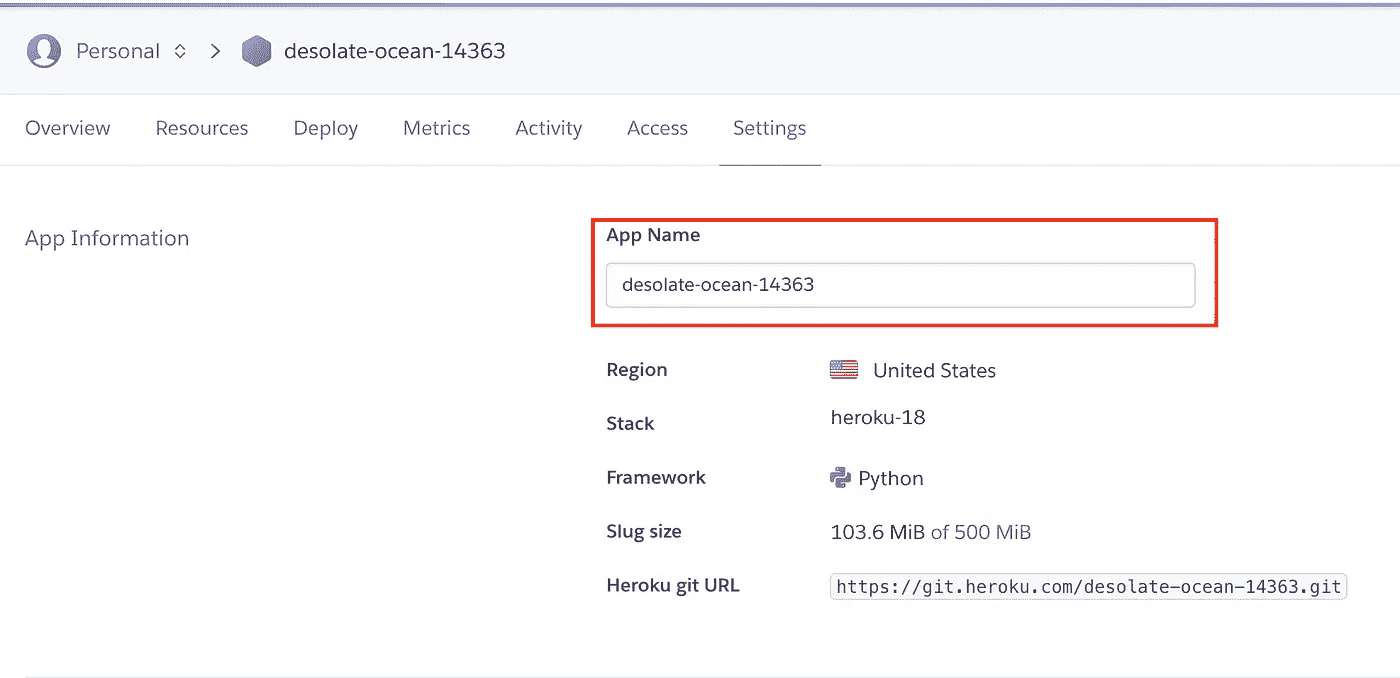 Personal desolate-ocean-14363
Overview Resources Deploy Metrics Activity Access Settings
App Information
App Name
desolate-ocean-14363
Region United States
Stack heroku-18
Framework Python
Slug size 103.6 MiB of 500 MiB
Heroku git URL https://git.heroku.com/desolate-ocean-14363.git